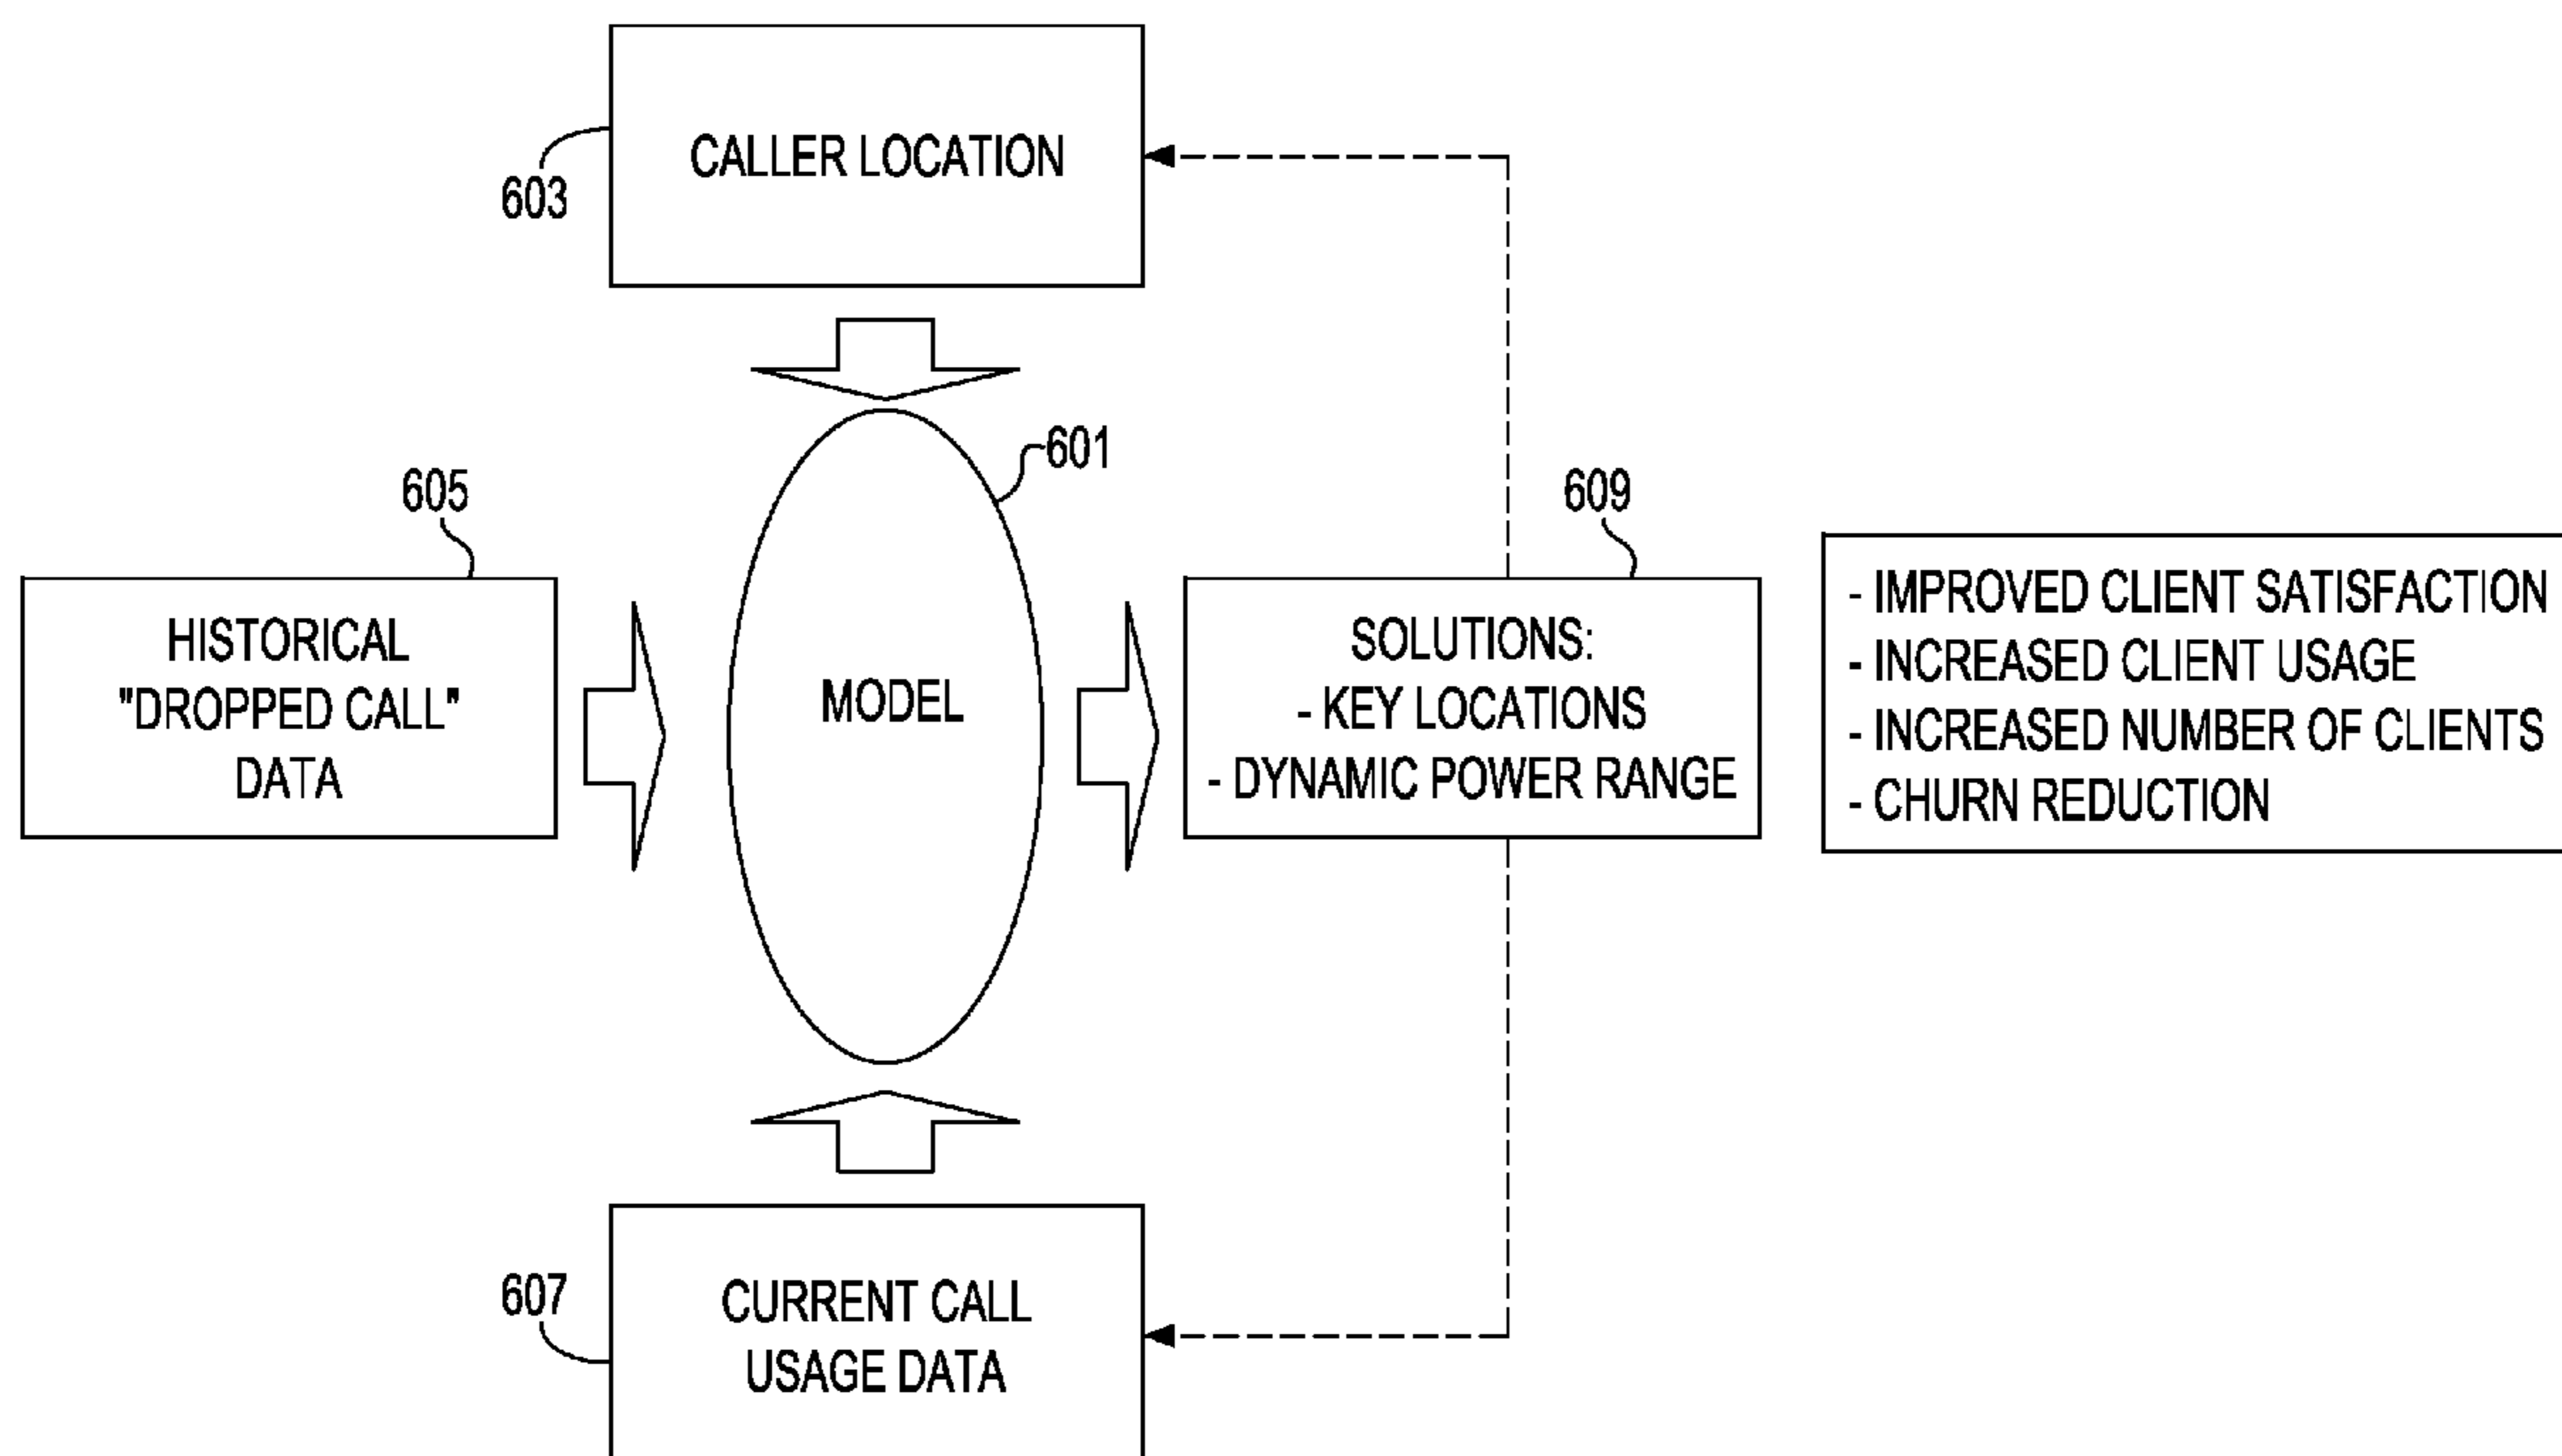 CALLER LOCATION
603
601
605
609
HISTORICAL
"DROPPED CALL"
DATA
MODEL
SOLUTIONS:
- KEY LOCATIONS
- DYNAMIC POWER RANGE
- IMPROVED CLIENT SATISFACTION
- INCREASED CLIENT USAGE
- INCREASED NUMBER OF CLIENTS
- CHURN REDUCTION
607
CURRENT CALL
USAGE DATA